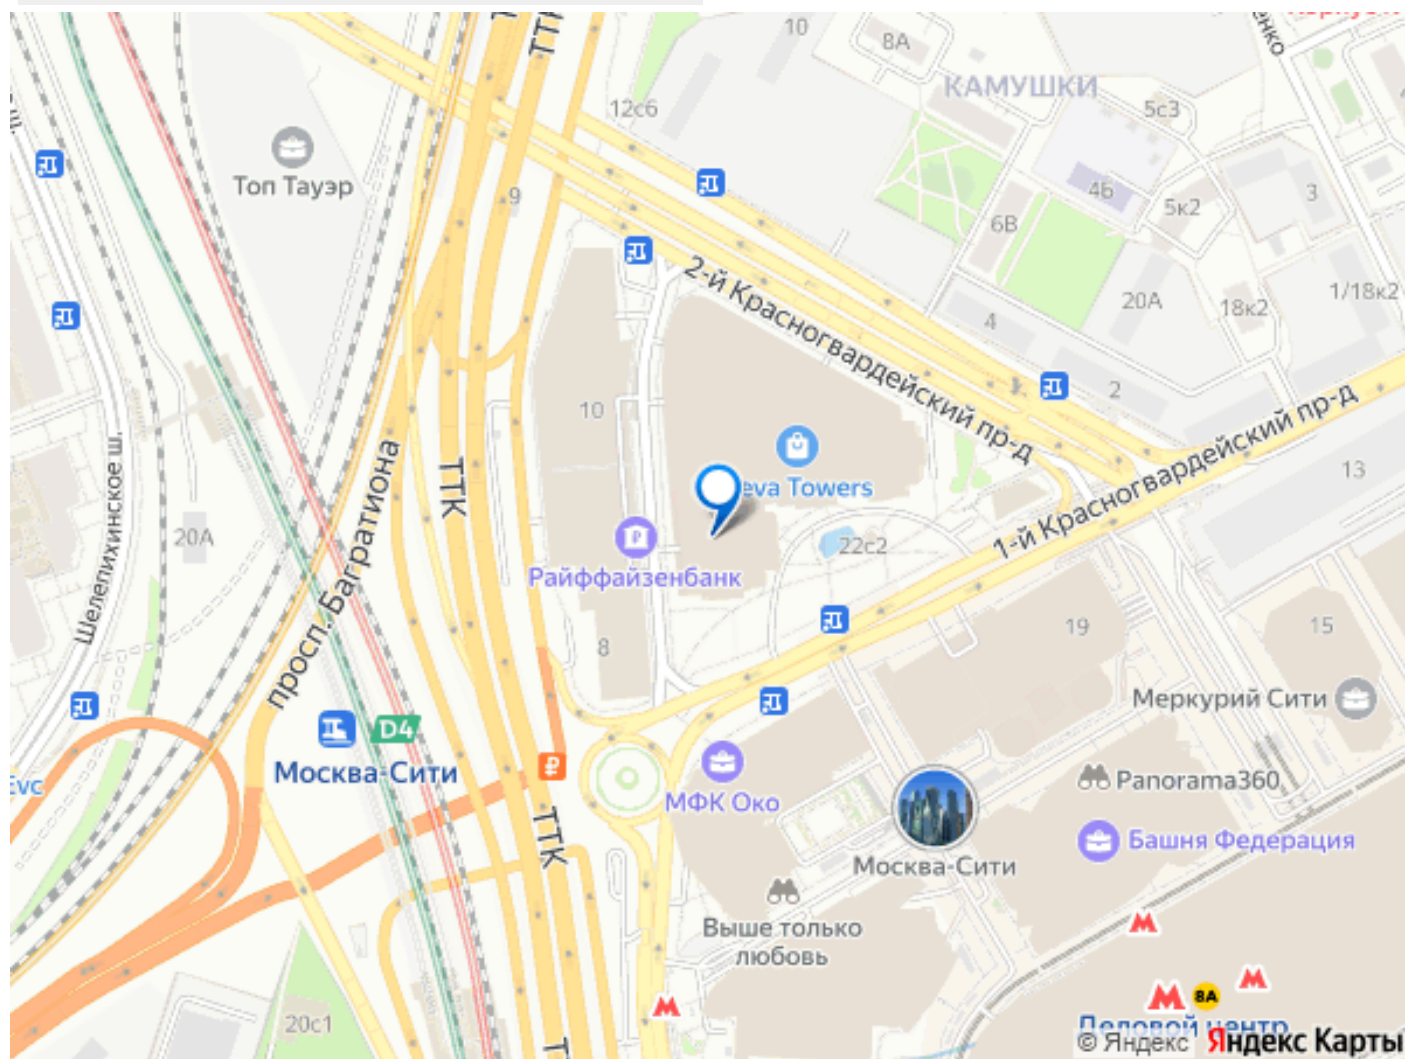 ТТК
10
8А
КАМУШКИ
12с6
5с3
Топ Тауэр
9
4Б
5к2
3
6В
2-й Красногвардейский пр-д
20А
18к2
1/18к2
4
2
10
просп. Багратиона
ТТК
eva Towers
1-й Красногвардейский пр-д
13
Шелепихинское ш.
20А
22с2
Райффайзенбанк
8
19
15
Меркурий Сити
D4
Москва-Сити
МФК Око
Panorama360
ТТК
Башня Федерация
Москва-Сити
Выше только
любовь
8А
20с1
Деловой центр
© Яндекс Яндекс Карты